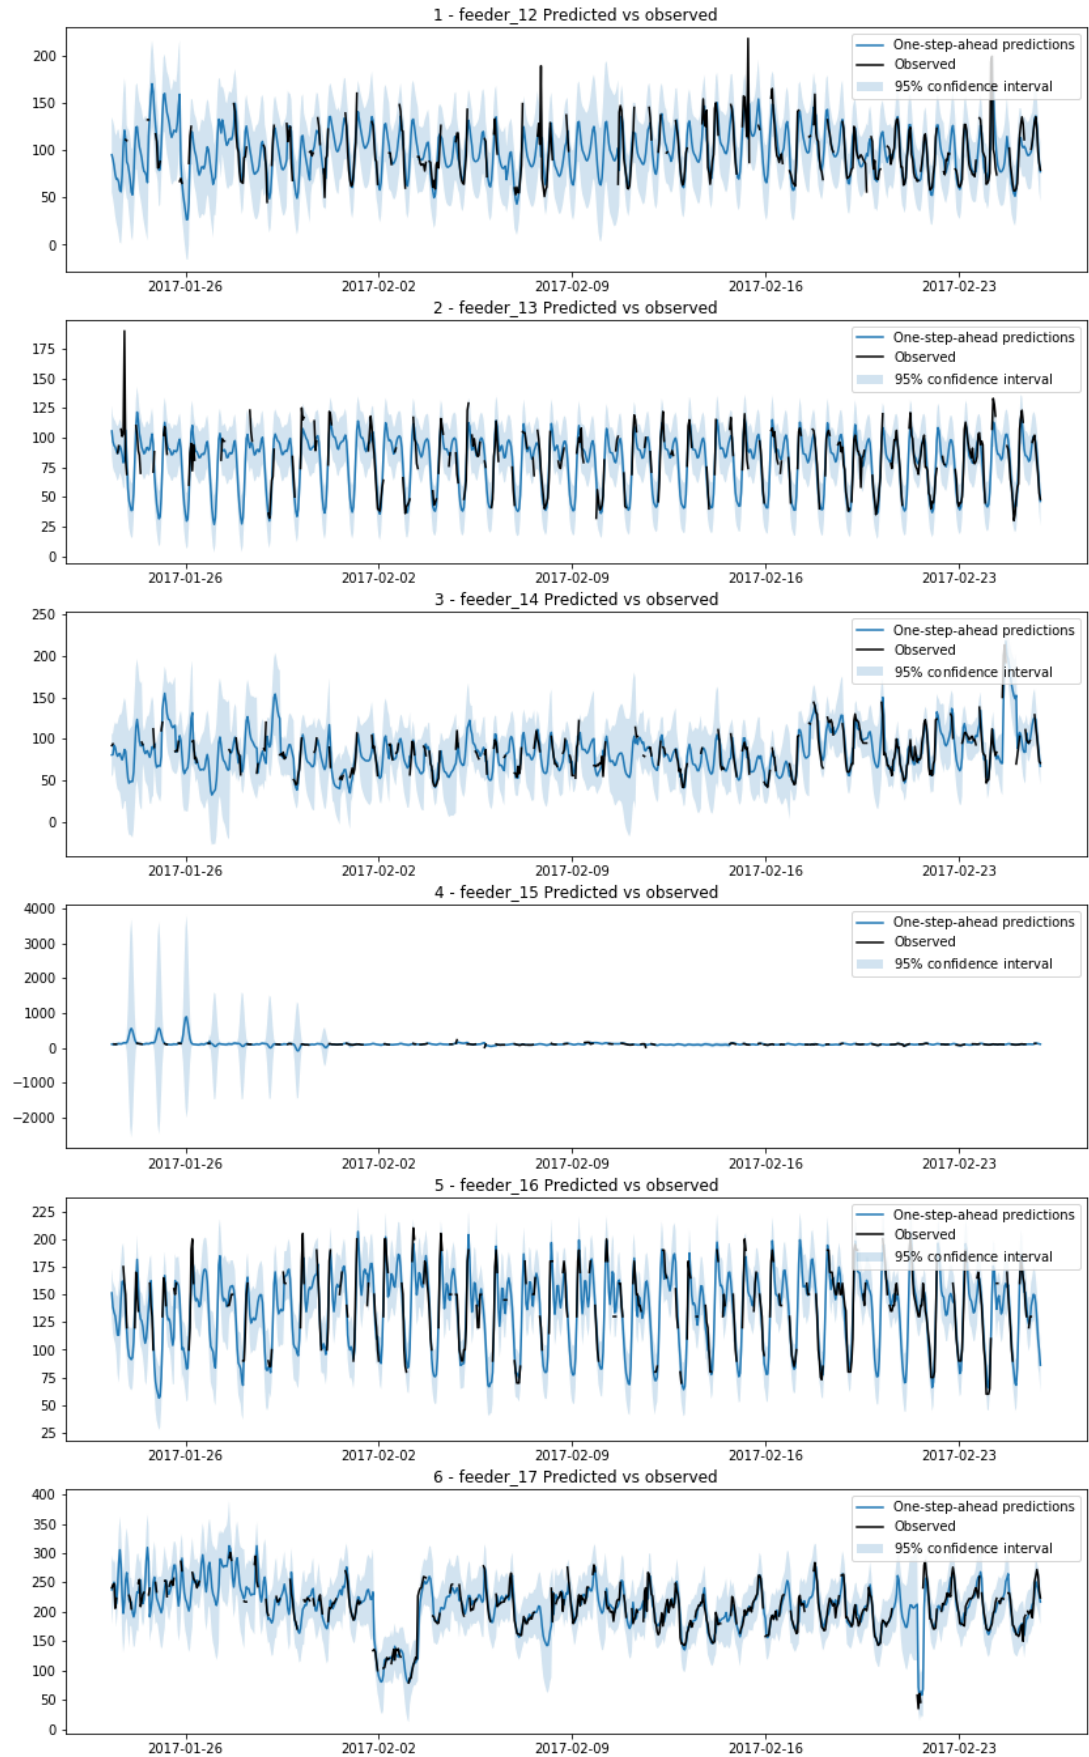 1 - feeder_12 Predicted vs observed
200
150
100
50
0
One-step-ahead predictions
Observed
95% confidence interval
2017-01-26 2017-02-02 2017-02-09 2017-02-16 2017-02-23
2 - feeder_13 Predicted vs observed
175
150
125
100
75
50
25
0
One-step-ahead predictions
Observed
95% confidence interval
2017-01-26 2017-02-02 2017-02-09 2017-02-16 2017-02-23
3 - feeder_14 Predicted vs observed
250
200
150
100
50
0
One-step-ahead predictions
Observed
95% confidence interval
2017-01-26 2017-02-02 2017-02-09 2017-02-16 2017-02-23
4 - feeder_15 Predicted vs observed
4000
3000
2000
1000
0
−1000
−2000
One-step-ahead predictions
Observed
95% confidence interval
2017-01-26 2017-02-02 2017-02-09 2017-02-16 2017-02-23
5 - feeder_16 Predicted vs observed
225
200
175
150
125
100
75
50
25
One-step-ahead predictions
Observed
95% confidence interval
2017-01-26 2017-02-02 2017-02-09 2017-02-16 2017-02-23
6 - feeder_17 Predicted vs observed
400
350
300
250
200
150
100
50
0
One-step-ahead predictions
Observed
95% confidence interval
2017-01-26 2017-02-02 2017-02-09 2017-02-16 2017-02-23